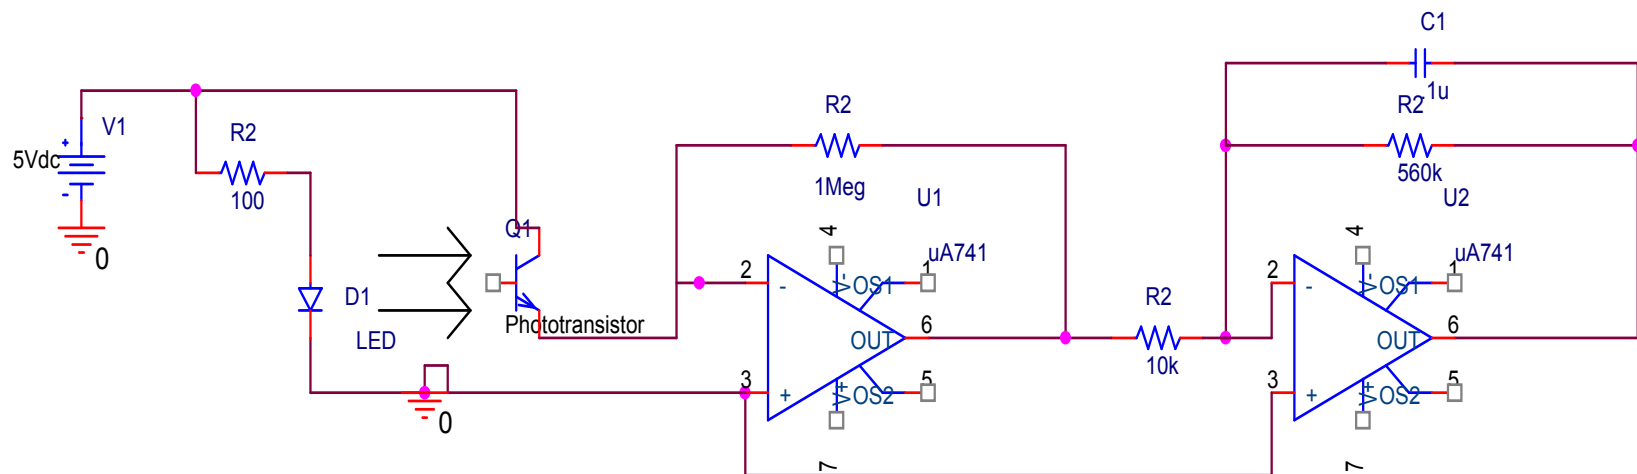 C1
.1u
R2
560k
U2
R2
1Meg
U1
V1
5Vdc
+
-
0
R2
100
D1
LED
Q1
Phototransistor
4
uA741
1
2
-
V-
OS1
OUT
6
3
+
V+
OS2
5
7
0
R2
10k
4
uA741
1
2
-
V-
OS1
OUT
6
3
+
V+
OS2
5
7